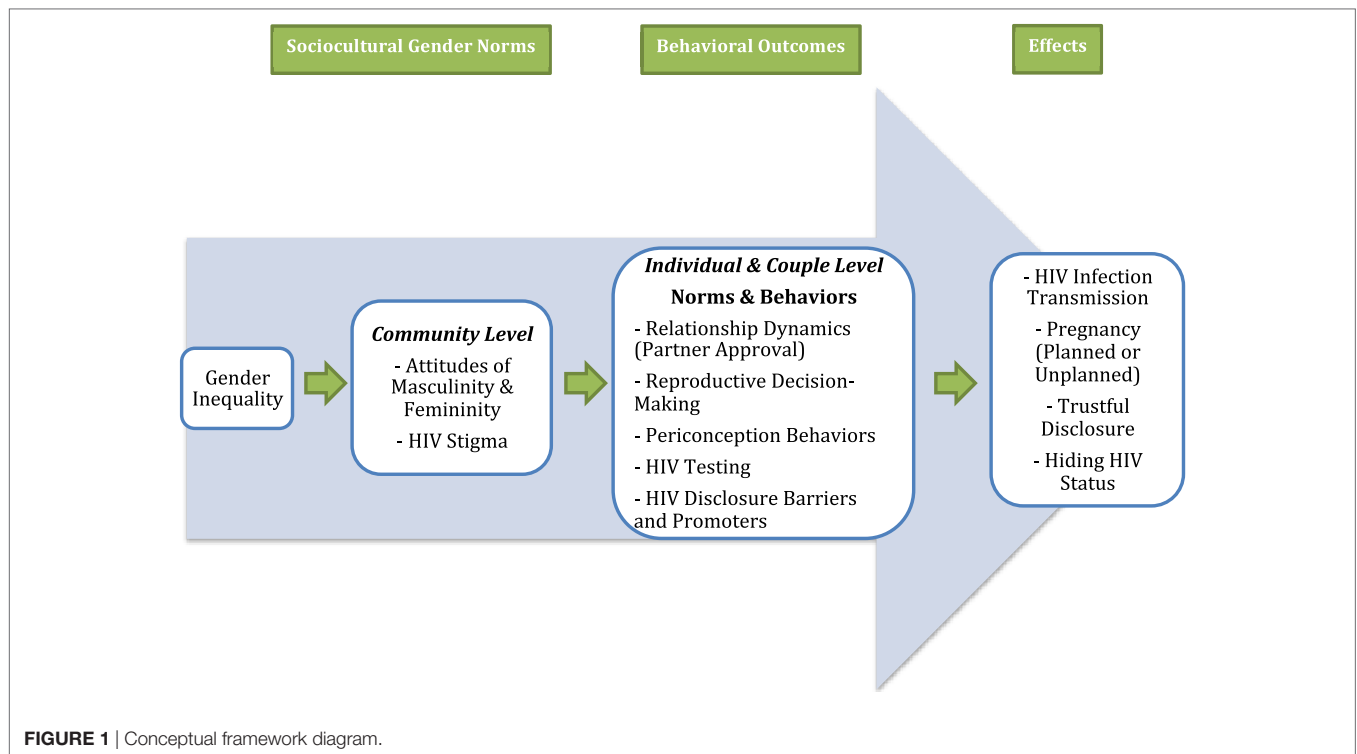 Sociocultural Gender Norms
Behavioral Outcomes
Effects
Gender
Inequality
Community Level
- Attitudes of
Masculinity &
Femininity
- HIV Stigma
Individual & Couple Level
Norms & Behaviors
- Relationship Dynamics
(Partner Approval)
- Reproductive Decision-
Making
- Periconception Behaviors
- HIV Testing
- HIV Disclosure Barriers
and Promoters
- HIV Infection
Transmission
- Pregnancy
(Planned or
Unplanned)
- Trustful
Disclosure
- Hiding HIV
Status
FIGURE 1 | Conceptual framework diagram.